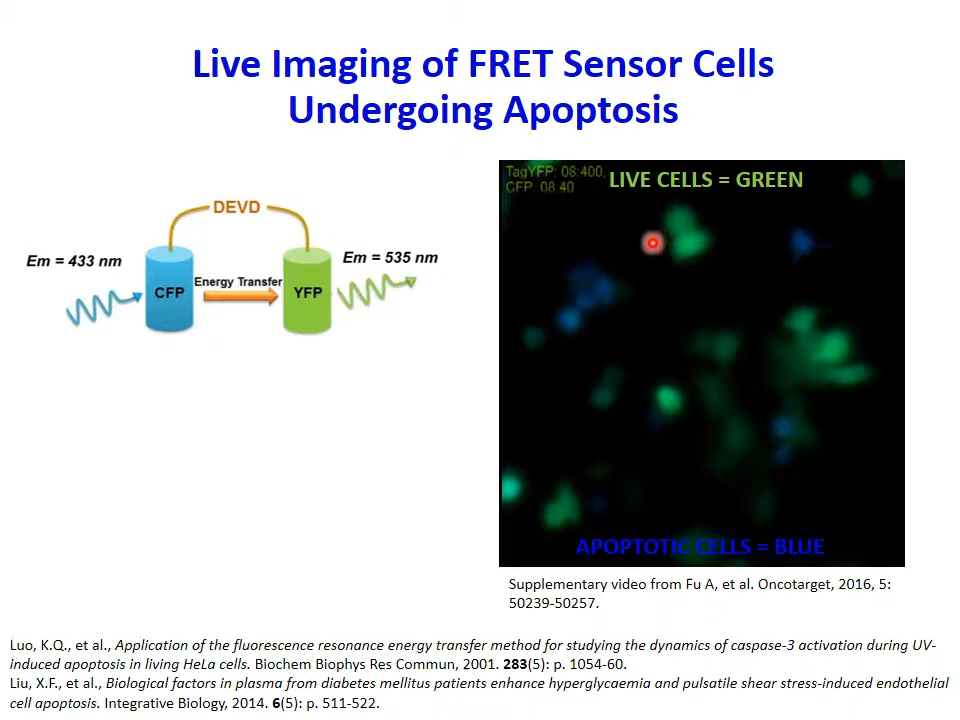 Live Imaging of FRET Sensor Cells
Undergoing Apoptosis
DEVD
Em = 433 nm
Em = 535 nm
CFP
Energy Transfer
YFP
TagYFP: 08:400,
CFP, 08 40
LIVE CELLS = GREEN
APOPTOTIC CELLS = BLUE
Supplementary video from Fu A, et al. Oncotarget, 2016, 5:
50239-50257.
Luo, K.Q., et al., Application of the fluorescence resonance energy transfer method for studying the dynamics of caspase-3 activation during UV-
induced apoptosis in living HeLa cells. Biochem Biophys Res Commun, 2001. 283(5): p. 1054-60.
Liu, X.F., et al., Biological factors in plasma from diabetes mellitus patients enhance hyperglycaemia and pulsatile shear stress-induced endothelial
cell apoptosis. Integrative Biology, 2014. 6(5): p. 511-522.